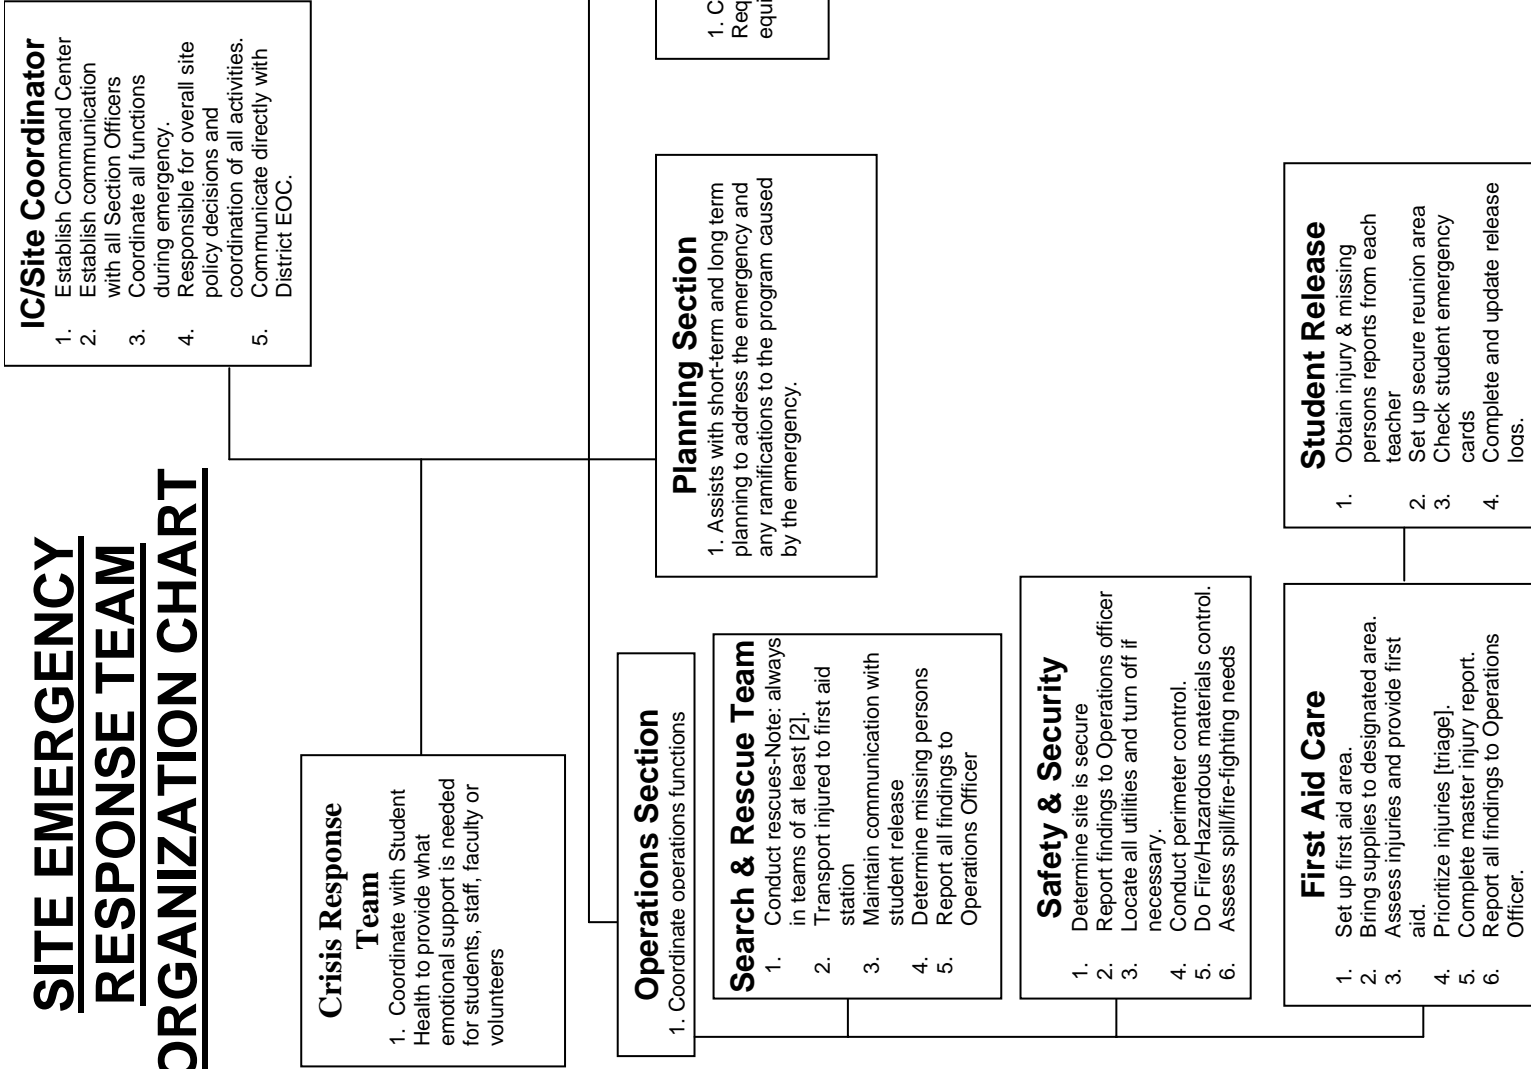 SITE EMERGENCY
RESPONSE TEAM
ORGANIZATION CHART
IC/Site Coordinator
1. Establish Command Center
2. Establish communication
with all Section Officers
3. Coordinate all functions
during emergency.
4. Responsible for overall site
policy decisions and
coordination of all activities.
5. Communicate directly with
District EOC.
Crisis Response
Team
1. Coordinate with Student
Health to provide what
emotional support is needed
for students, staff, faculty or
volunteers
Operations Section
1. Coordinate operations functions
Planning Section
1. Assists with short-term and long term
planning to address the emergency and
any ramifications to the program caused
by the emergency.
1. C
Req
equi
Search & Rescue Team
1. Conduct rescues-Note: always
in teams of at least [2].
2. Transport injured to first aid
station
3. Maintain communication with
student release
4. Determine missing persons
5. Report all findings to
Operations Officer
Safety & Security
1. Determine site is secure
2. Report findings to Operations officer
3. Locate all utilities and turn off if
necessary.
4. Conduct perimeter control.
5. Do Fire/Hazardous materials control.
6. Assess spill/fire-fighting needs
First Aid Care
1. Set up first aid area.
2. Bring supplies to designated area.
3. Assess injuries and provide first
aid.
4. Prioritize injuries [triage].
5. Complete master injury report.
6. Report all findings to Operations
Officer.
Student Release
1. Obtain injury & missing
persons reports from each
teacher
2. Set up secure reunion area
3. Check student emergency
cards
4. Complete and update release
logs.